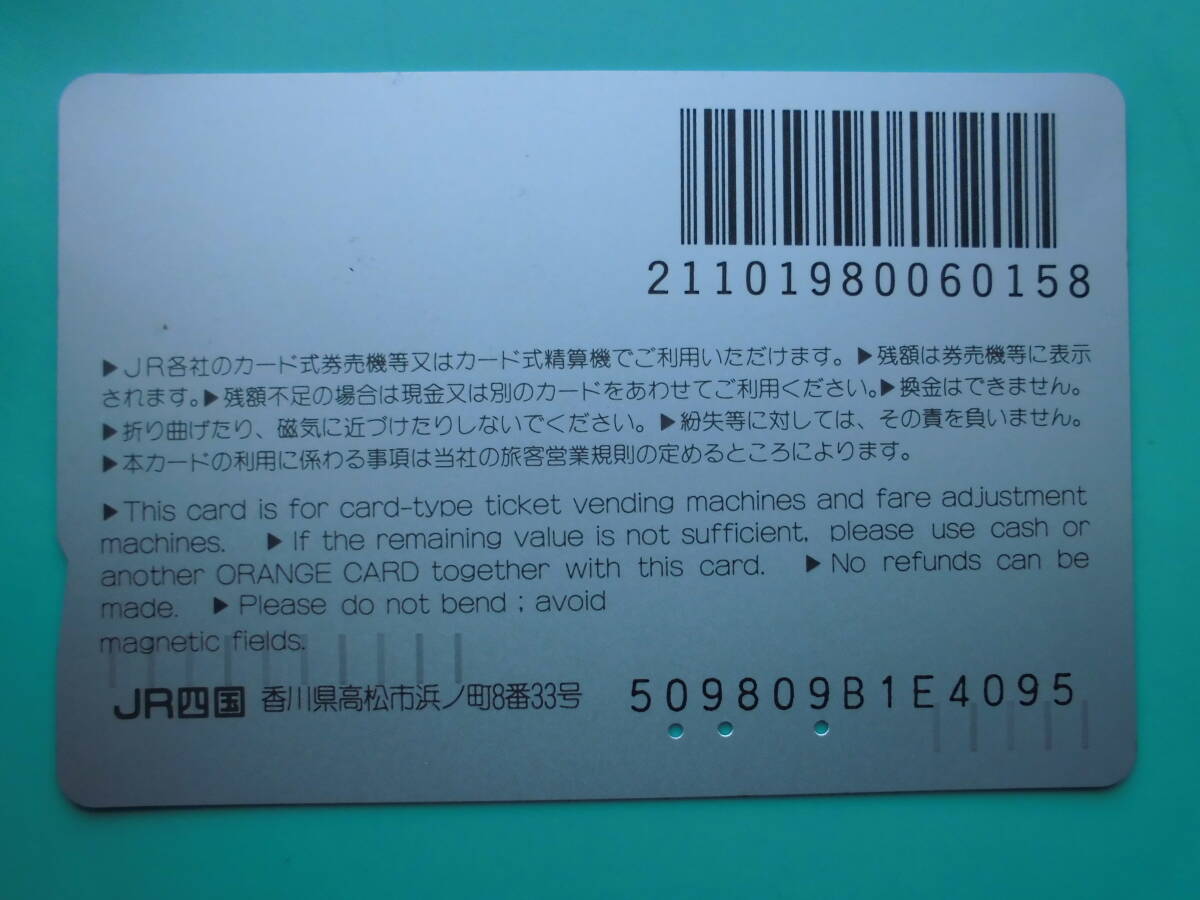 21101980060158
▶JR各社のカード式券売機等又はカード式精算機でご利用いただけます。▶残額は券売機等に表示
されます。▶残額不足の場合は現金又は別のカードをあわせてご利用ください。▶換金はできません。
▶折り曲げたり、磁気に近づけたりしないでください。▶紛失等に対しては、その責を負いません。
▶本カードの利用に係わる事項は当社の旅客営業規則の定めるところによります。
▶This card is for card-type ticket vending machines and fare adjustment
machines. ▶If the remaining value is not sufficient, please use cash or
another ORANGE CARD together with this card. ▶No refunds can be
made. ▶Please do not bend ; avoid
magnetic fields.
JR四国 香川県高松市浜ノ町8番33号 509809B1E4095